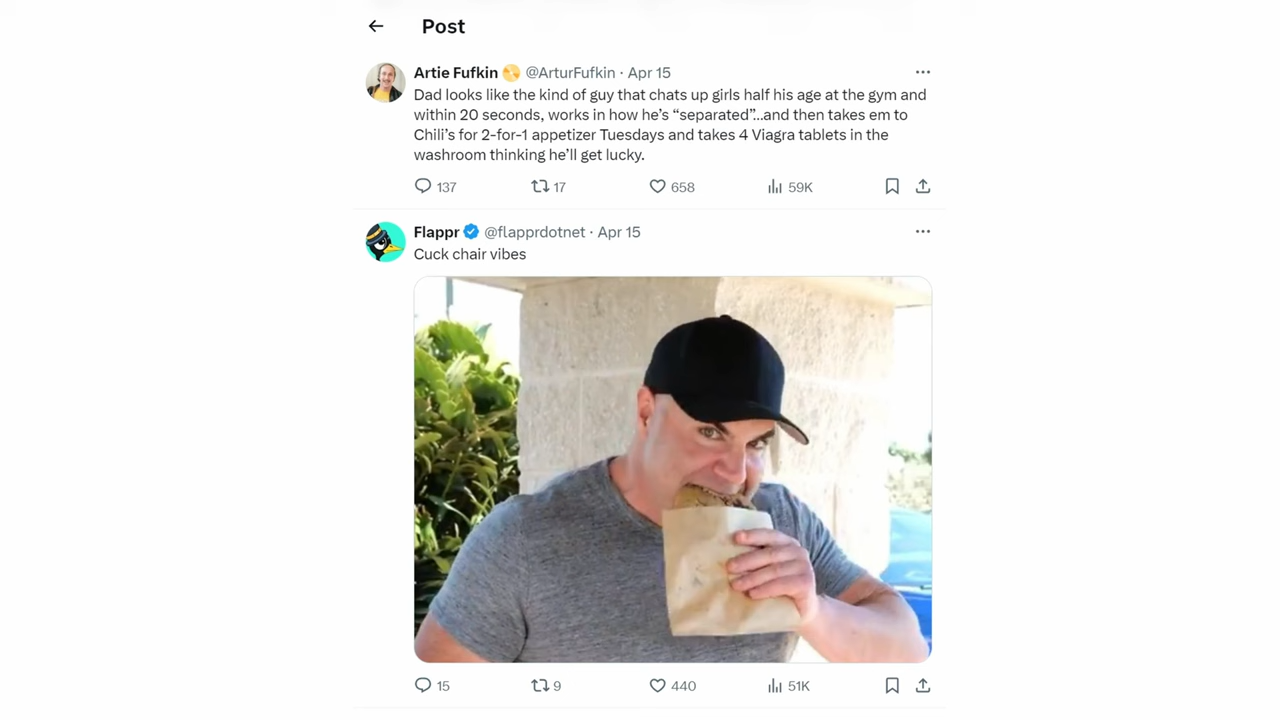 Post
Artie Fufkin @ArturFufkin · Apr 15
Dad looks like the kind of guy that chats up girls half his age at the gym and
within 20 seconds, works in how he’s “separated”...and then takes em to
Chili’s for 2-for-1 appetizer Tuesdays and takes 4 Viagra tablets in the
washroom thinking he’ll get lucky.
137 17 658 59K
Flappr @flapprdotnet · Apr 15
Cuck chair vibes
15 9 440 51K